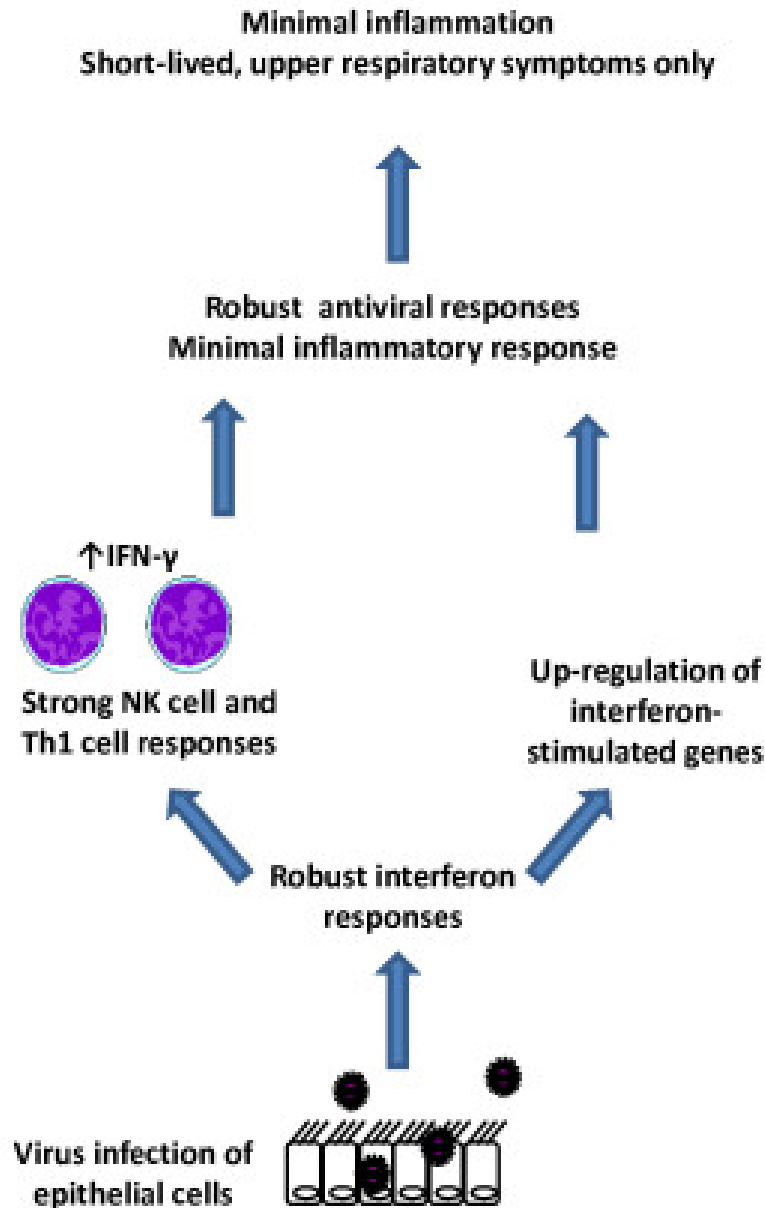 Minimal inflammation
Short-lived, upper respiratory symptoms only
Robust antiviral responses
Minimal inflammatory response
↑IFN-γ
Strong NK cell and
Th1 cell responses
Up-regulation of
interferon-
stimulated genes
Robust interferon
responses
Virus infection of
epithelial cells